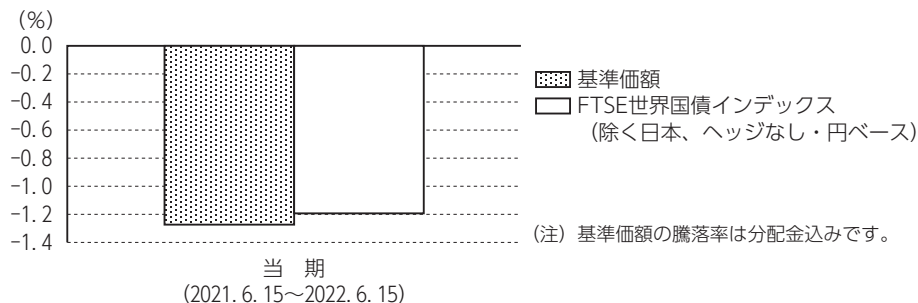 (%)
0.0
-0.2
-0.4
-0.6
-0.8
-1.0
-1.2
-1.4
基準価額
FTSE世界国債インデックス
(除く日本、ヘッジなし・円ベース)
(注)基準価額の騰落率は分配金込みです。
当 期
(2021. 6. 15〜2022. 6. 15)